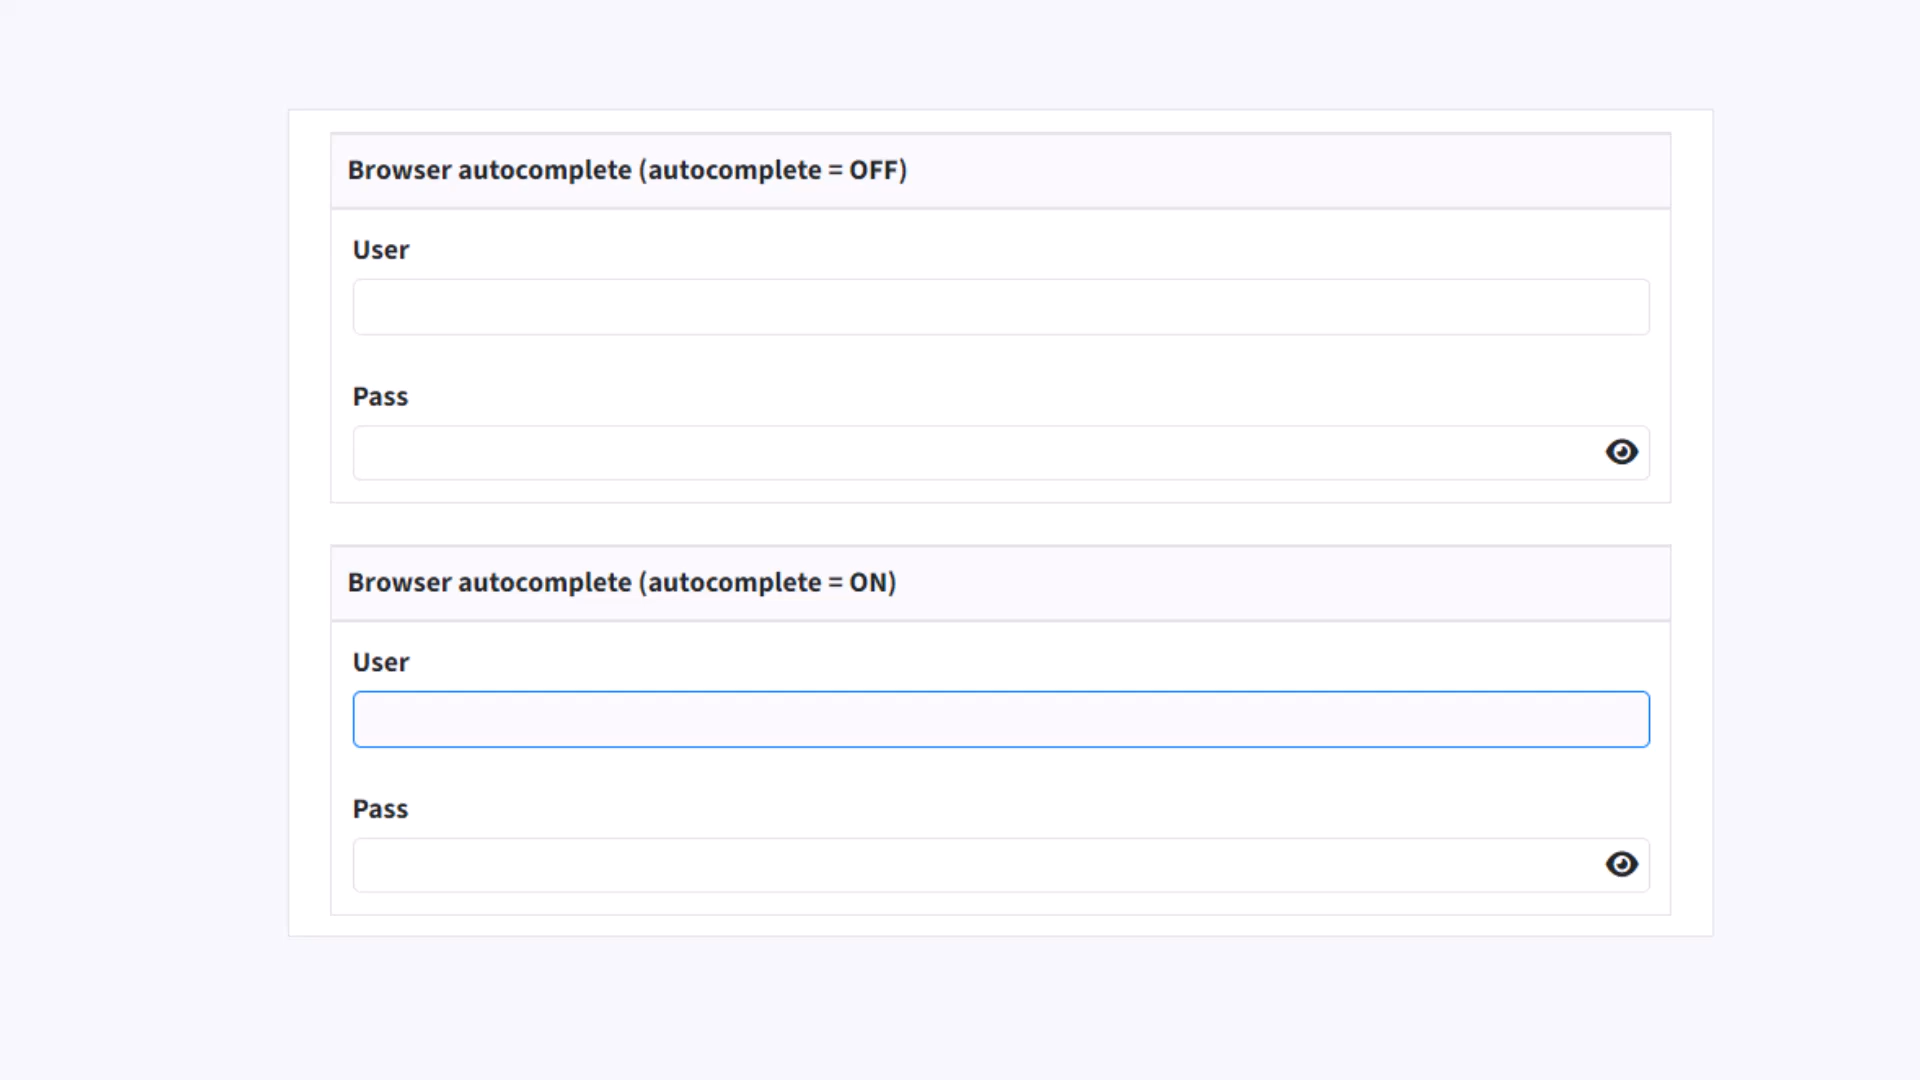 Browser autocomplete (autocomplete = OFF)
User
Pass
Browser autocomplete (autocomplete = ON)
User
Pass